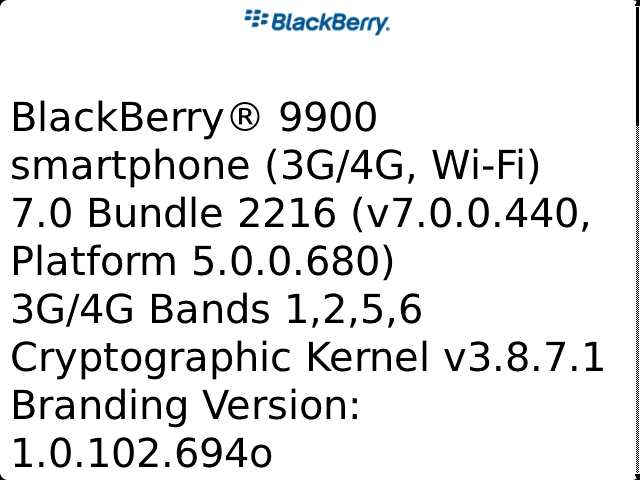 BlackBerry.
BlackBerry® 9900
smartphone (3G/4G, Wi-Fi)
7.0 Bundle 2216 (v7.0.0.440,
Platform 5.0.0.680)
3G/4G Bands 1,2,5,6
Cryptographic Kernel v3.8.7.1
Branding Version:
1.0.102.694o